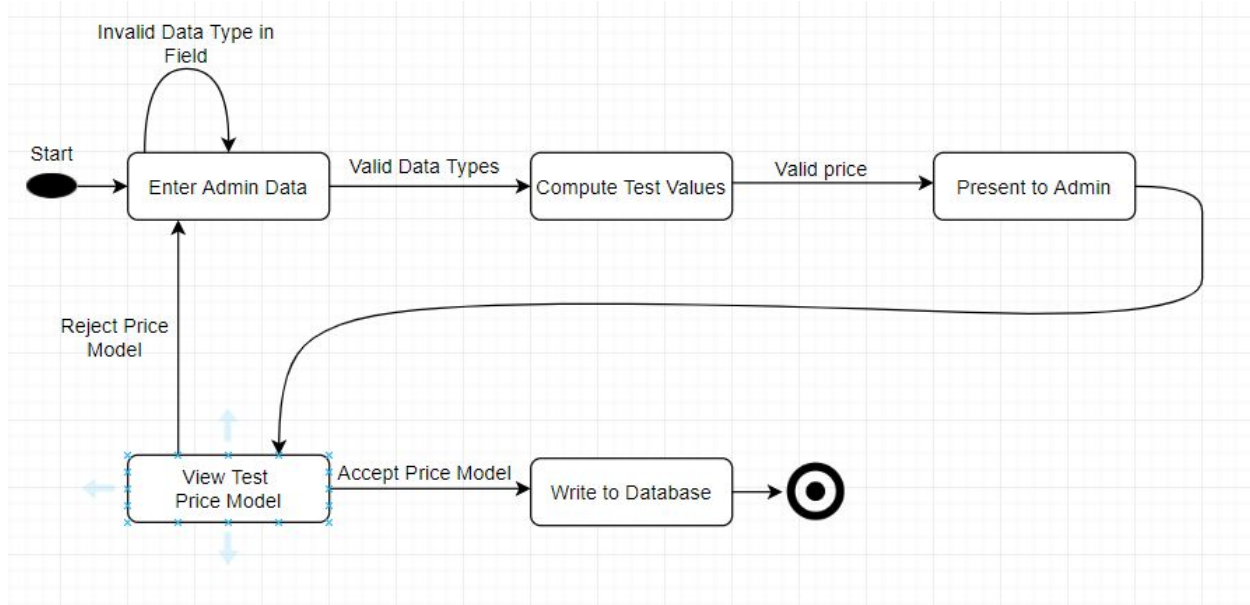 Invalid Data Type in
Field
Start
Enter Admin Data
Valid Data Types
Compute Test Values
Valid price
Present to Admin
Reject Price
Model
View Test
Price Model
Accept Price Model
Write to Database